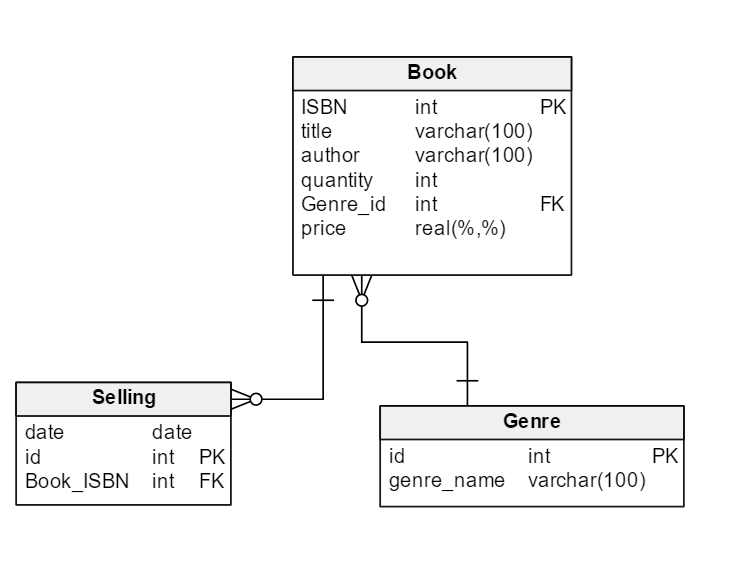 Book
ISBN int PK
title varchar(100)
author varchar(100)
quantity int
Genre_id int FK
price real(%,%)
Selling
date date
id int PK
Book_ISBN int FK
Genre
id int PK
genre_name varchar(100)